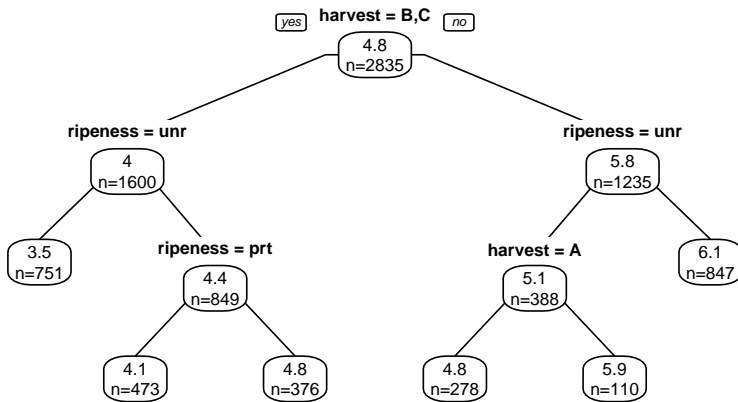 harvest = B,C
yes
no
4.8
n=2835
ripeness = unr
ripeness = unr
4
n=1600
5.8
n=1235
ripeness = prt
harvest = A
3.5
n=751
4.4
n=849
5.1
n=388
6.1
n=847
4.1
n=473
4.8
n=376
4.8
n=278
5.9
n=110